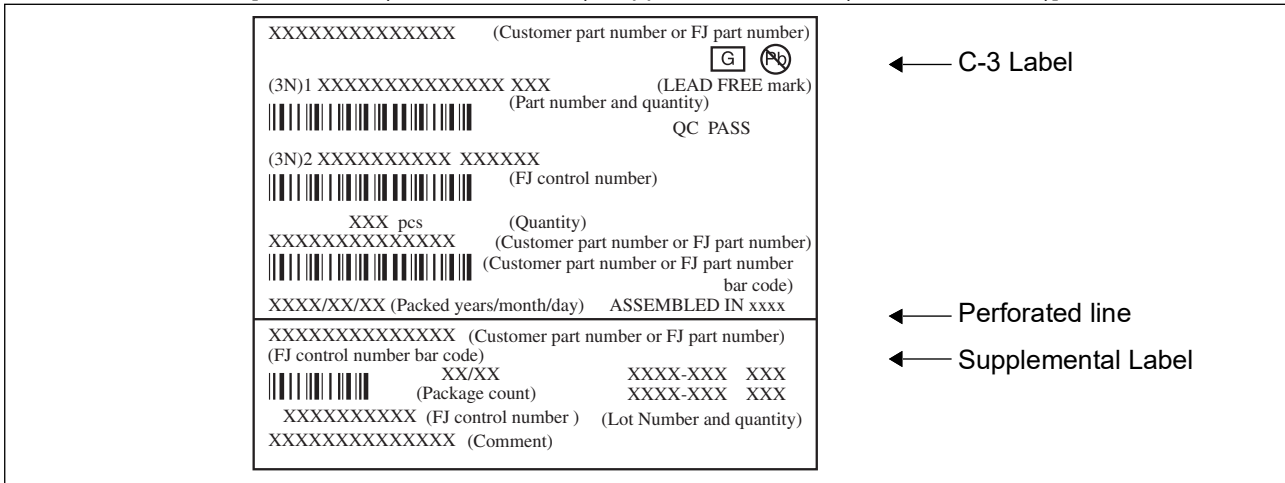 XXXXXXXXXXXXXX (Customer part number or FJ part number)
G Pb
C-3 Label
(3N)1 XXXXXXXXXXXXXX XXX (LEAD FREE mark)
(Part number and quantity)
QC PASS
(3N)2 XXXXXXXXXX XXXXXX
(FJ control number)
XXX pcs (Quantity)
XXXXXXXXXXXXXX (Customer part number or FJ part number)
(Customer part number or FJ part number
bar code)
XXXX/XX/XX (Packed years/month/day) ASSEMBLED IN xxxx
Perforated line
XXXXXXXXXXXXXX (Customer part number or FJ part number)
(FJ control number bar code)
Supplemental Label
XX/XX XXXX-XXX XXX
(Package count) XXXX-XXX XXX
XXXXXXXXXX (FJ control number ) (Lot Number and quantity)
XXXXXXXXXXXXXX (Comment)